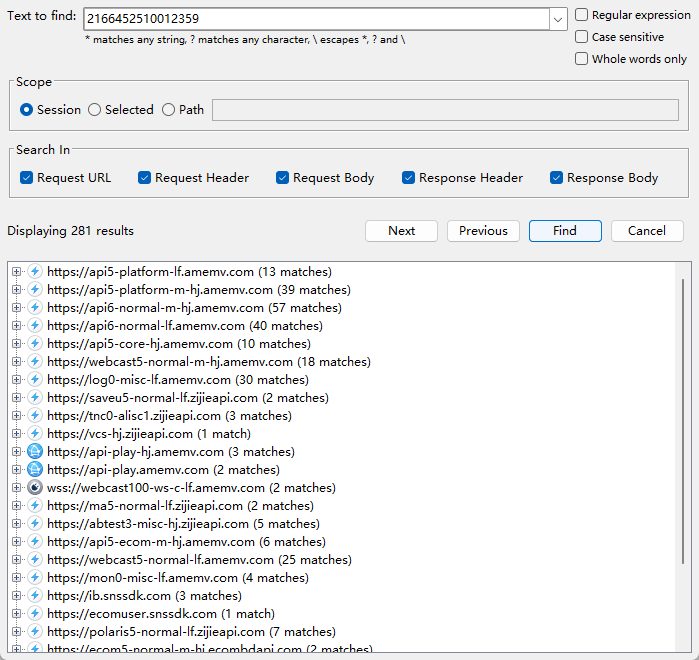 Text to find: 2166452510012359
Regular expression
* matches any string, ? matches any character, \ escapes *, ? and \
Case sensitive
Whole words only
Scope
Session Selected Path
Search In
Request URL Request Header Request Body Response Header Response Body
Displaying 281 results Next Previous Find Cancel
https://api5-platform-lf.amemv.com (13 matches)
https://api5-platform-m-hj.amemv.com (39 matches)
https://api6-normal-m-hj.amemv.com (57 matches)
https://api6-normal-lf.amemv.com (40 matches)
https://api5-core-hj.amemv.com (10 matches)
https://webcast5-normal-m-hj.amemv.com (18 matches)
https://log0-misc-lf.amemv.com (30 matches)
https://saveu5-normal-lf.zijieapi.com (2 matches)
https://tnc0-alisc1.zijieapi.com (3 matches)
https://vcs-hj.zijieapi.com (1 match)
https://api-play-hj.amemv.com (3 matches)
https://api-play.amemv.com (2 matches)
wss://webcast100-ws-c-lf.amemv.com (2 matches)
https://ma5-normal-lf.zijieapi.com (2 matches)
https://abtest3-misc-hj.zijieapi.com (5 matches)
https://api5-ecom-m-hj.amemv.com (6 matches)
https://webcast5-normal-lf.amemv.com (25 matches)
https://mon0-misc-lf.amemv.com (4 matches)
https://ib.snssdk.com (3 matches)
https://ecomuser.snssdk.com (1 match)
https://polaris5-normal-lf.zijieapi.com (7 matches)
https://ecom5-normal-m-hj.ecombdapi.com (2 matches)